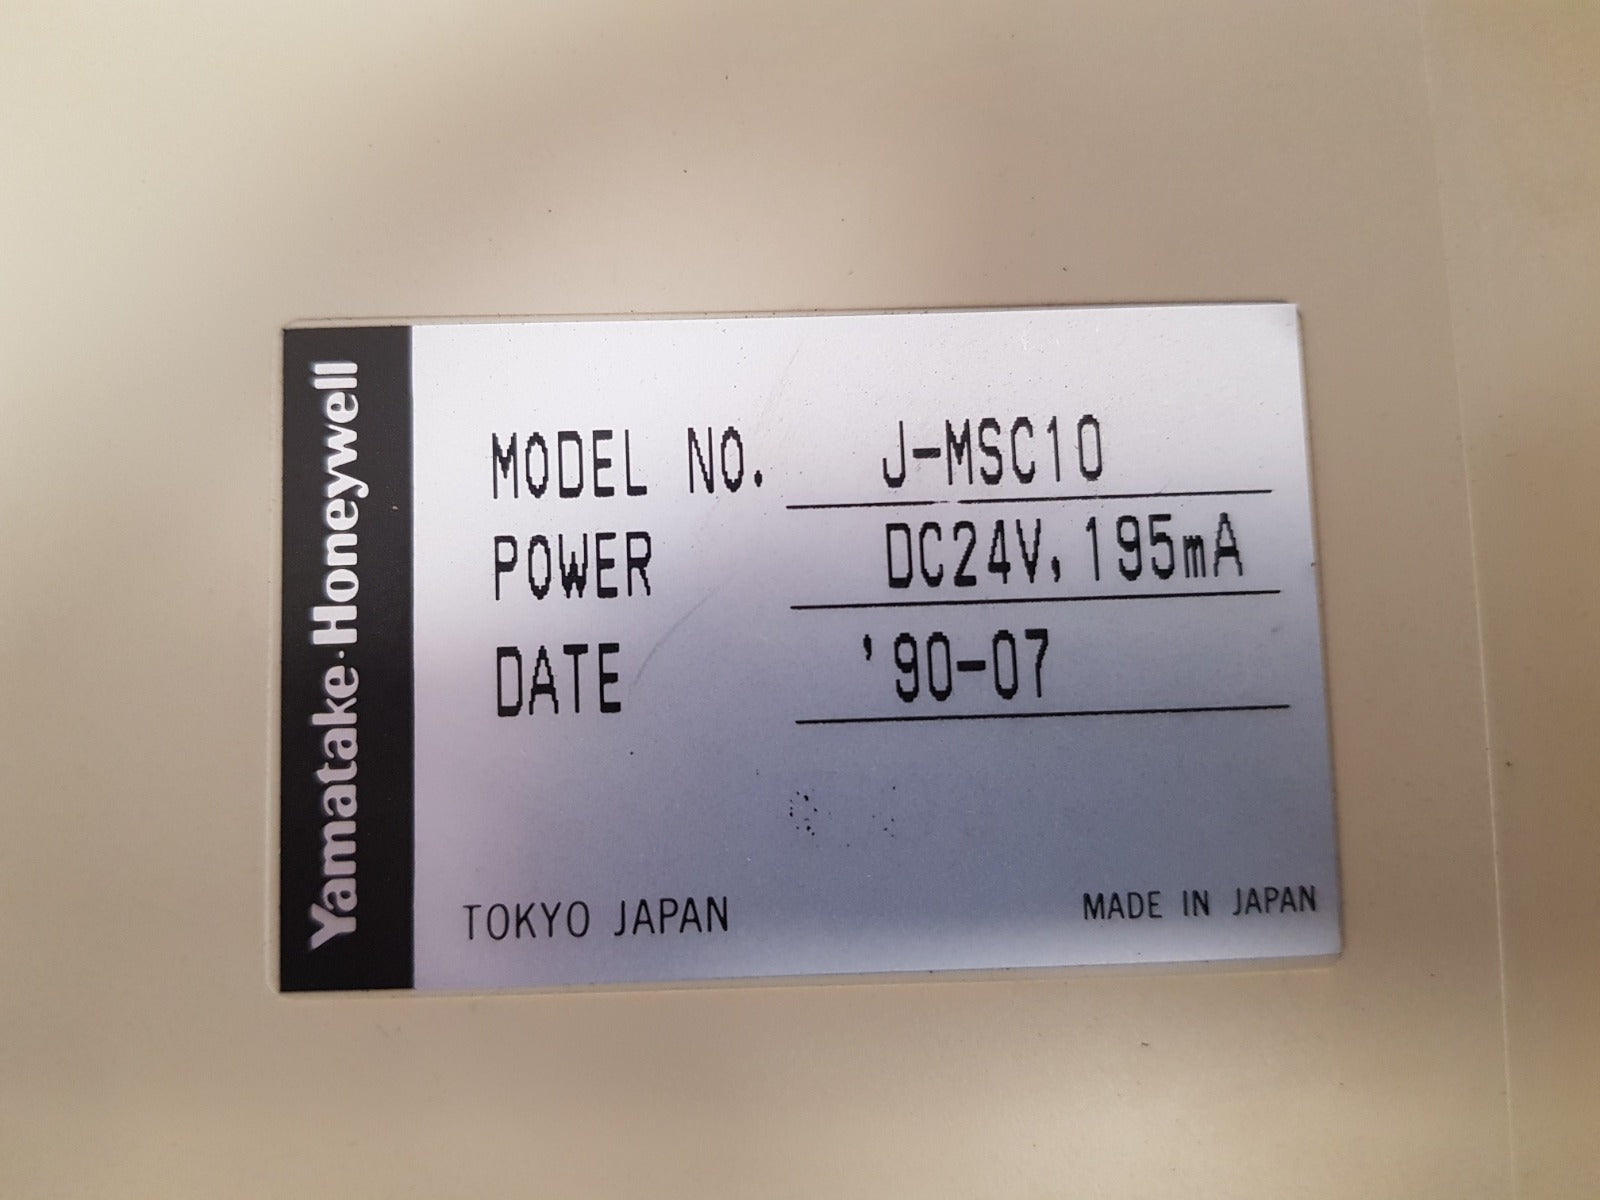 Yamatake·Honeywell
MODEL NO. J-MSC10
POWER DC24V, 195mA
DATE '90-07
TOKYO JAPAN MADE IN JAPAN